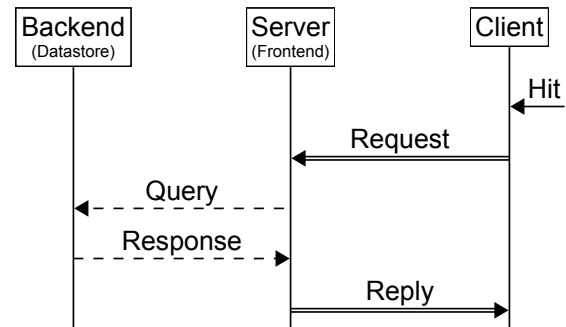 Backend
(Datastore)
Server
(Frontend)
Client
Hit
Request
Query
Response
Reply